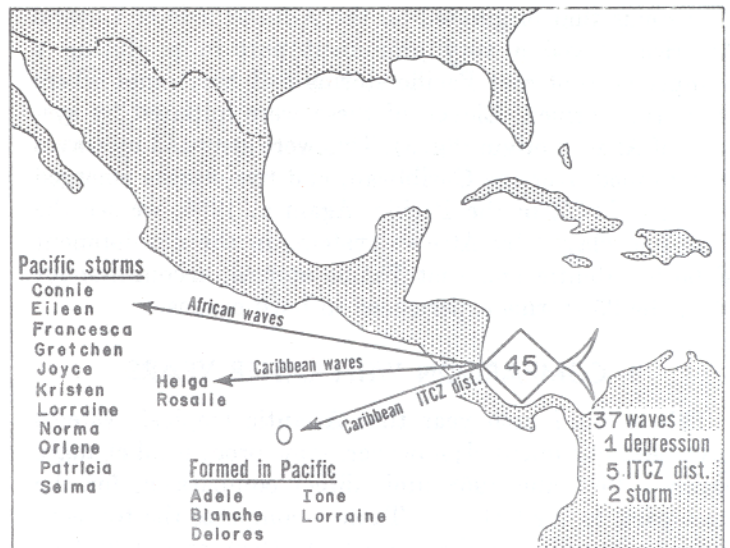 Pacific storms
Connie
Eileen
Francesca
Gretchen
Joyce
Kristen
Lorraine
Norma
Orlene
Patricia
Selma
African waves
Caribbean waves
Helga
Rosalie
Caribbean ITCZ dist.
O
45
37 waves
1 depression
5 ITCZ dist.
2 storm
Formed in Pacific
Adele Ione
Blanche Lorraine
Delores